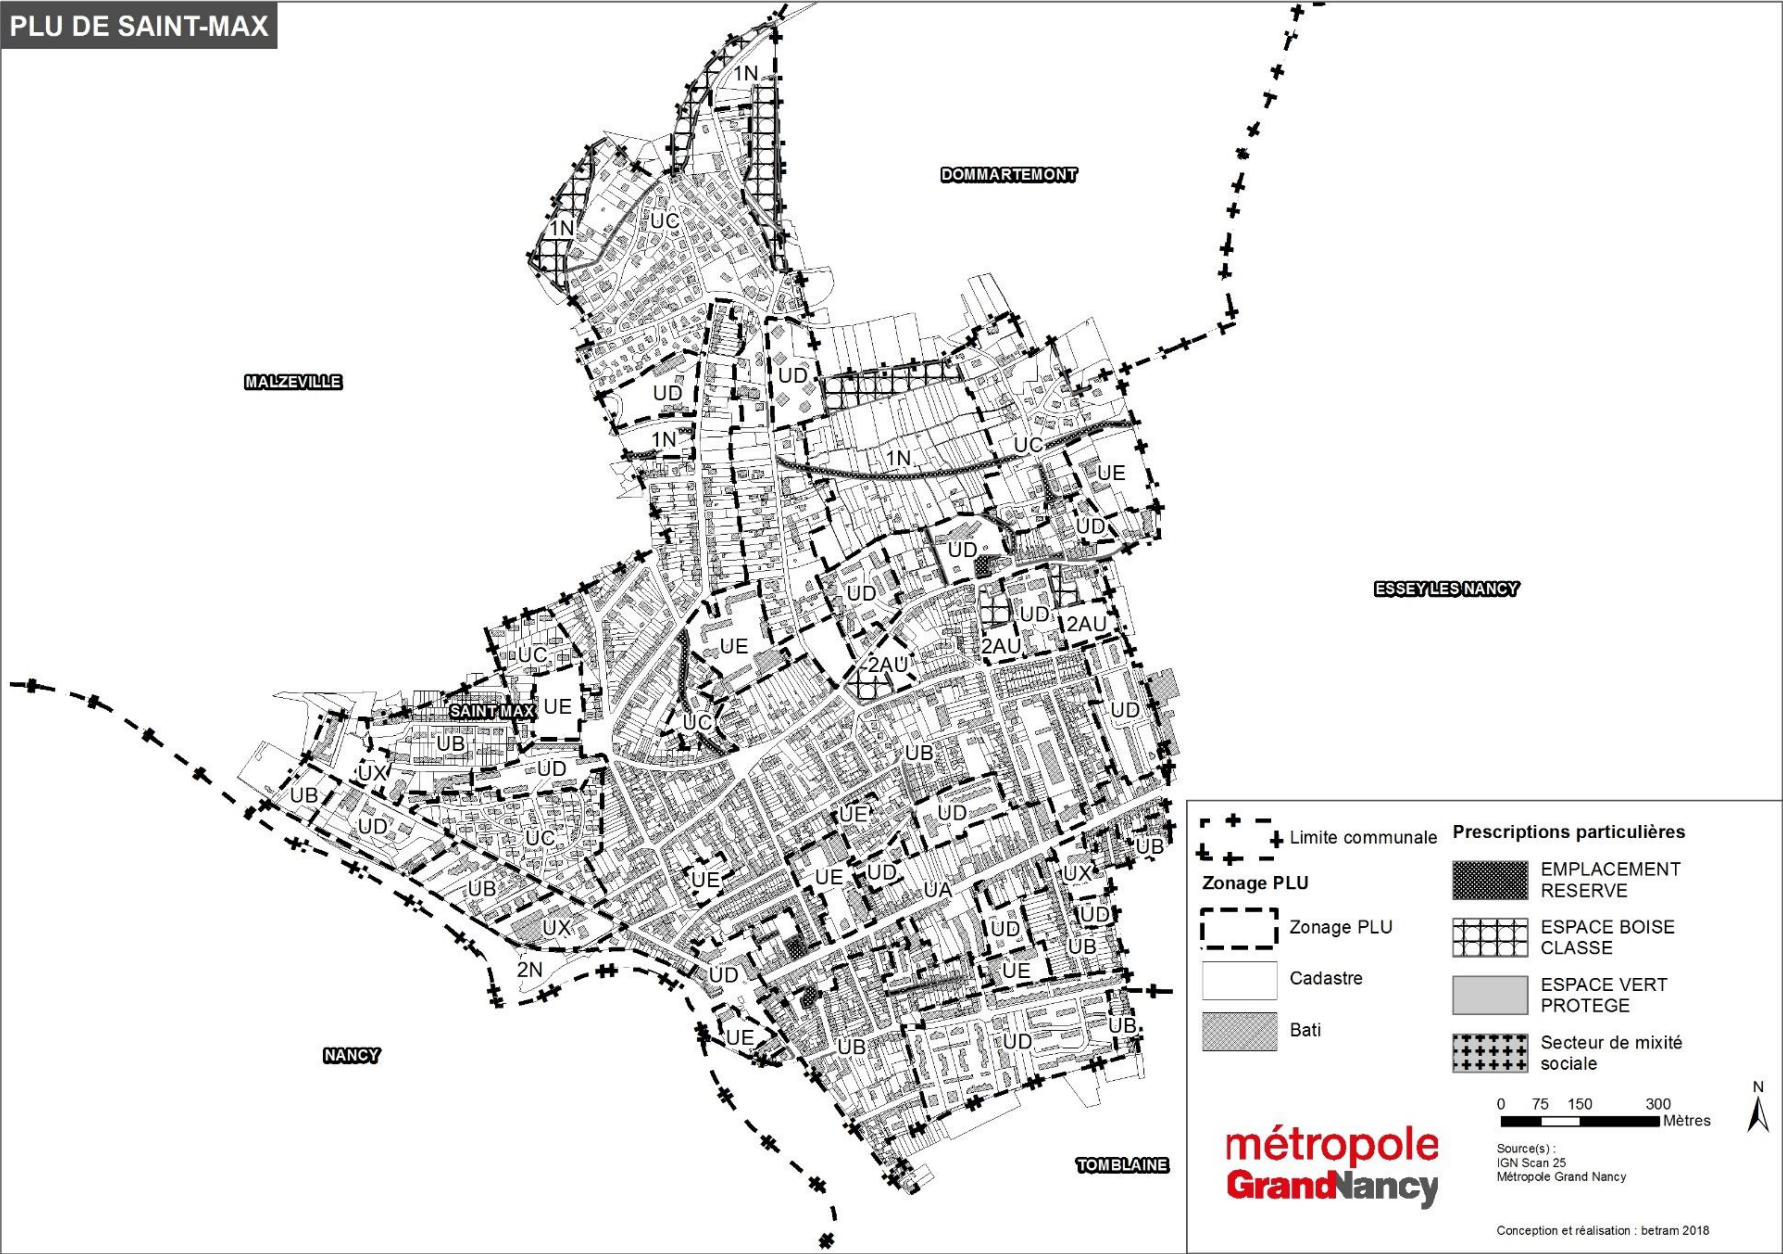 PLU DE SAINT-MAX
1N
DOMMARTEMONT
UC
1N
MALZEVILLE
UD
UD
1N
UC
1N
UE
UD
UD
UD
ESSEY LES NANCY
UD
2AU
UE
2AU
UC
2AU
UE
SAINT MAX
UC
UD
UB
UB
UX
UD
UB
UD
UE
UD
UC
UB
UE
UE
UD
UX
UB
UA
UD
UX
UD
UB
2N
UD
UE
UE
UB
UB
UD
NANCY
TOMBLAINE
Limite communale
Zonage PLU
Zonage PLU
Cadastre
Bati
Prescriptions particulières
EMPLACEMENT
RESERVE
ESPACE BOISE
CLASSE
ESPACE VERT
PROTEGE
Secteur de mixité
sociale
0 75 150 300
Mètres
N
métropole
GrandNancy
Source(s) :
IGN Scan 25
Métropole Grand Nancy
Conception et réalisation : betram 2018